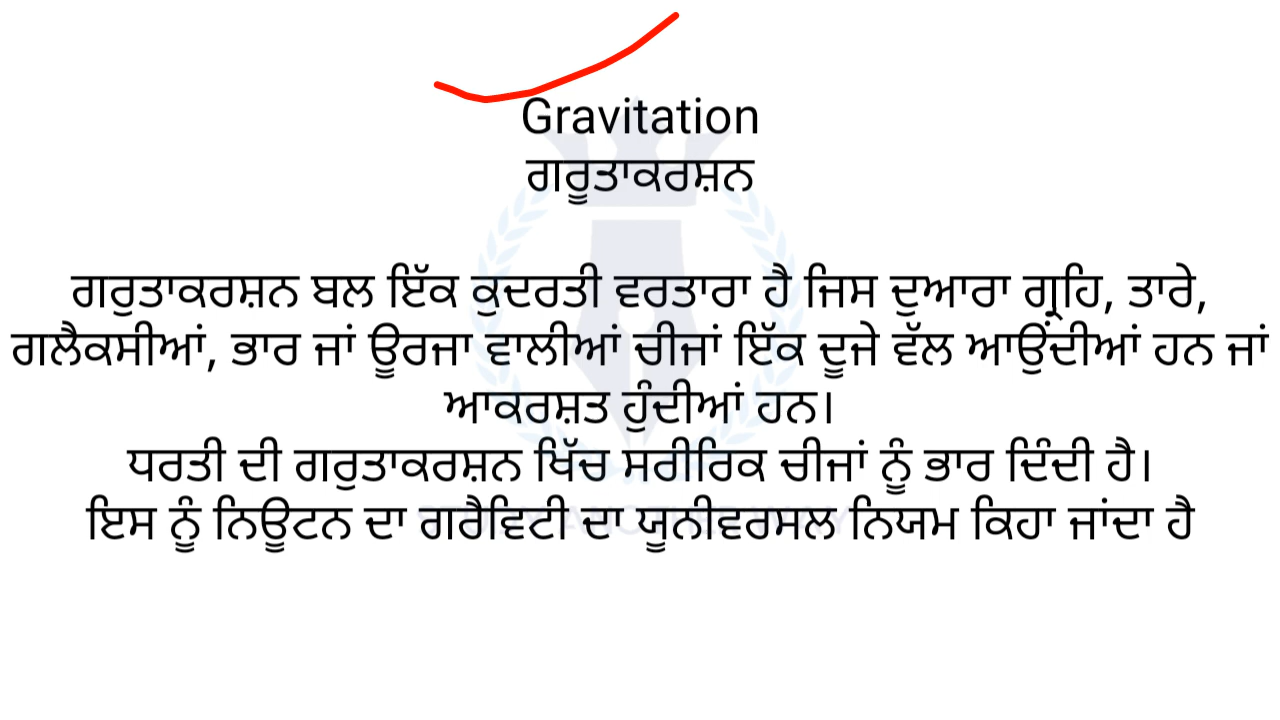 Gravitation
ਗਰੂਤਾਕਰਸ਼ਨ
ਗਰੁਤਾਕਰਸ਼ਨ ਬਲ ਇੱਕ ਕੁਦਰਤੀ ਵਰਤਾਰਾ ਹੈ ਜਿਸ ਦੁਆਰਾ ਗ੍ਰਹਿ, ਤਾਰੇ,
ਗਲੈਕਸੀਆਂ, ਭਾਰ ਜਾਂ ਊਰਜਾ ਵਾਲੀਆਂ ਚੀਜਾਂ ਇੱਕ ਦੂਜੇ ਵੱਲ ਆਉਂਦੀਆਂ ਹਨ ਜਾਂ
ਆਕਰਸ਼ਤ ਹੁੰਦੀਆਂ ਹਨ।
ਧਰਤੀ ਦੀ ਗਰੁਤਾਕਰਸ਼ਨ ਖਿੱਚ ਸਰੀਰਿਕ ਚੀਜਾਂ ਨੂੰ ਭਾਰ ਦਿੰਦੀ ਹੈ।
ਇਸ ਨੂੰ ਨਿਊਟਨ ਦਾ ਗਰੈਵਿਟੀ ਦਾ ਯੂਨੀਵਰਸਲ ਨਿਯਮ ਕਿਹਾ ਜਾਂਦਾ ਹੈ